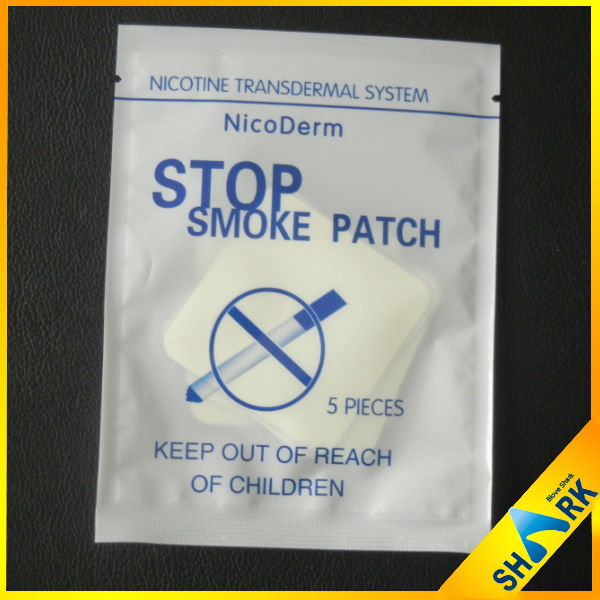 NICOTINE TRANSDERMAL SYSTEM
NicoDerm
STOP
SMOKE PATCH
5 PIECES
KEEP OUT OF REACH
OF CHILDREN
Blove Shark
SHARK